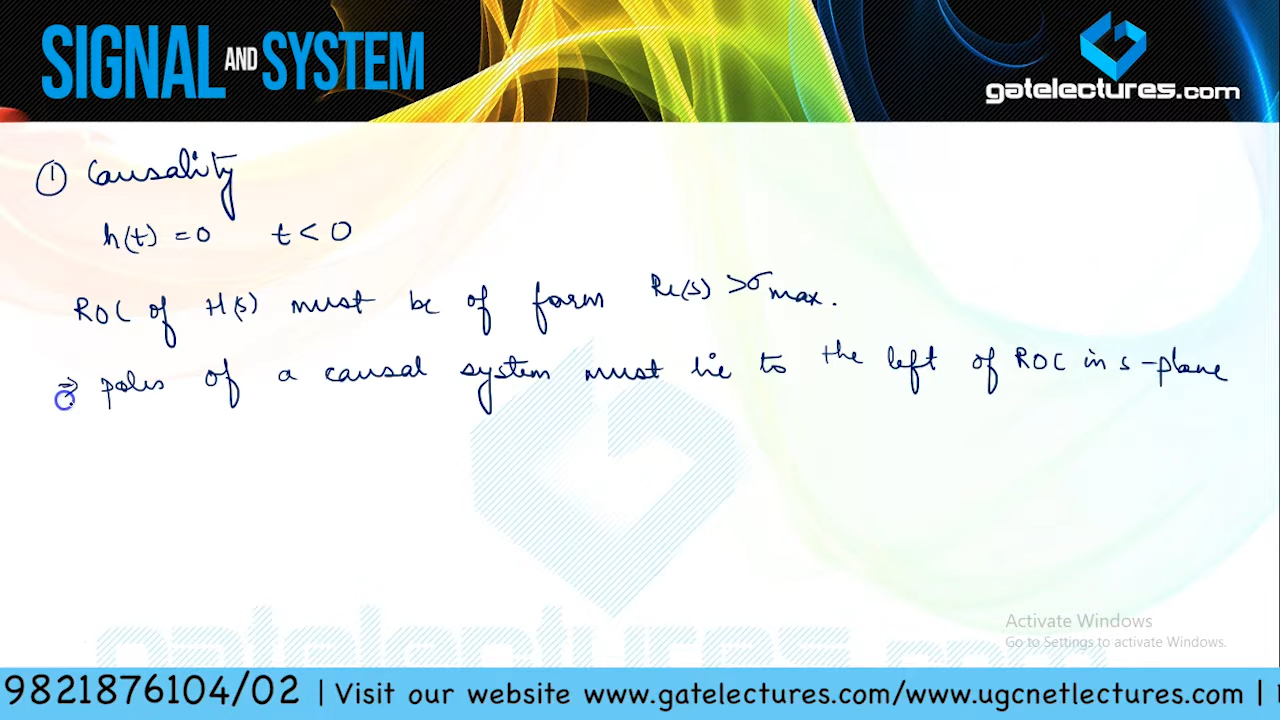 SIGNAL AND SYSTEM
gatelectures.com
① Causality
h(t) = 0 t < 0
ROC of H(s) must be of form Re(s) > σmax.
⇒ poles of a causal system must lie to the left of ROC in s-plane
gatelectures.com
Activate Windows
Go to Settings to activate Windows.
9821876104/02 | Visit our website www.gatelectures.com/www.ugcnetlectures.com |